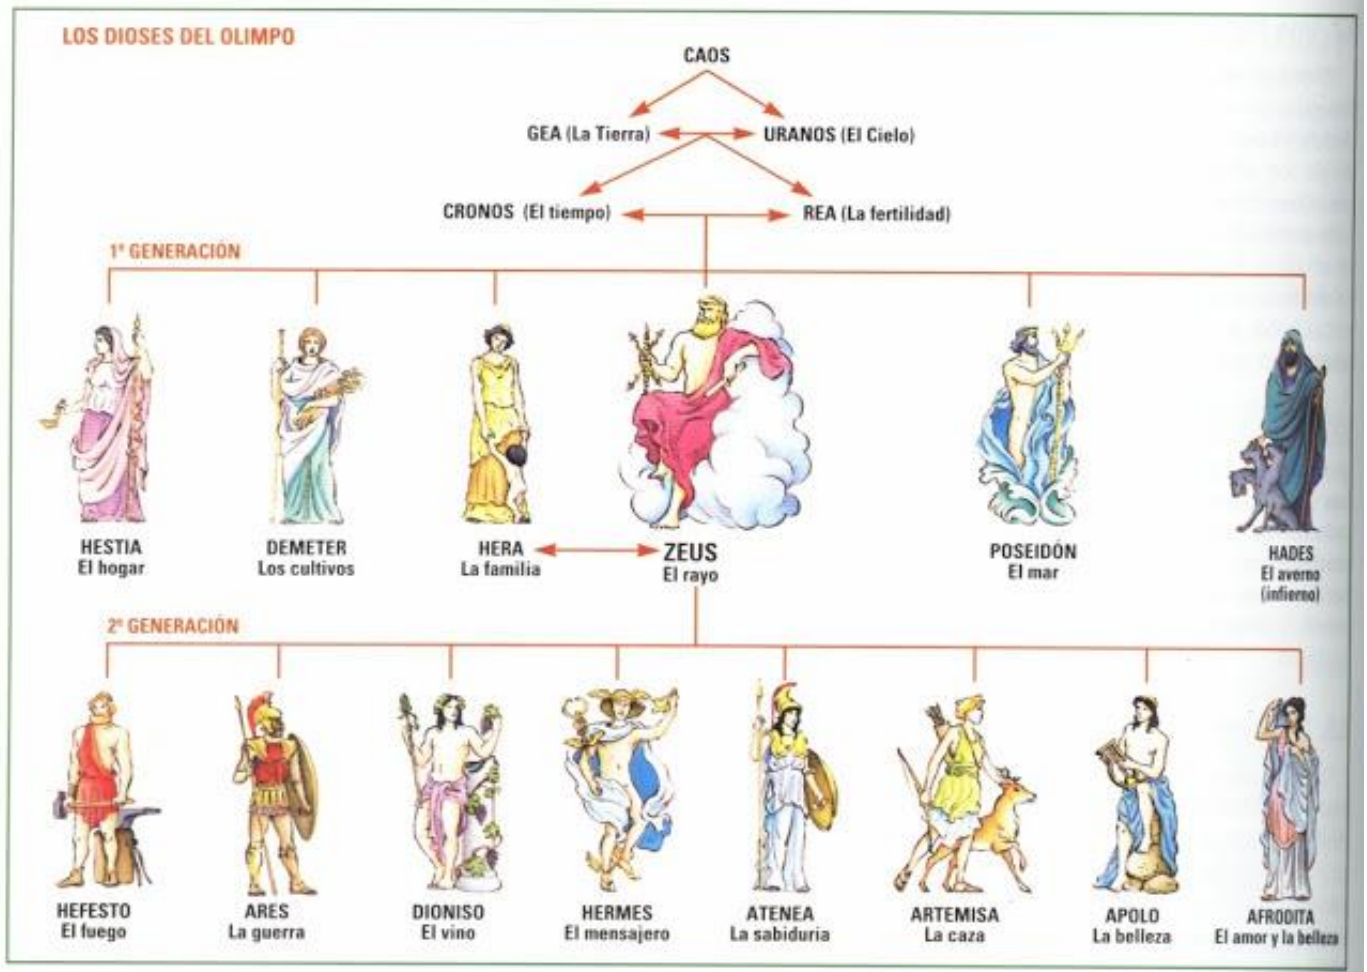 LOS DIOSES DEL OLIMPO
CAOS
GEA (La Tierra)
URANOS (El Cielo)
CRONOS (El tiempo)
REA (La fertilidad)
1ª GENERACIÓN
HESTIA
El hogar
DEMETER
Los cultivos
HERA
La familia
ZEUS
El rayo
POSEIDÓN
El mar
HADES
El averno
(infierno)
2ª GENERACIÓN
HEFESTO
El fuego
ARES
La guerra
DIONISO
El vino
HERMES
El mensajero
ATENEA
La sabiduria
ARTEMISA
La caza
APOLO
La belleza
AFRODITA
El amor y la belleza